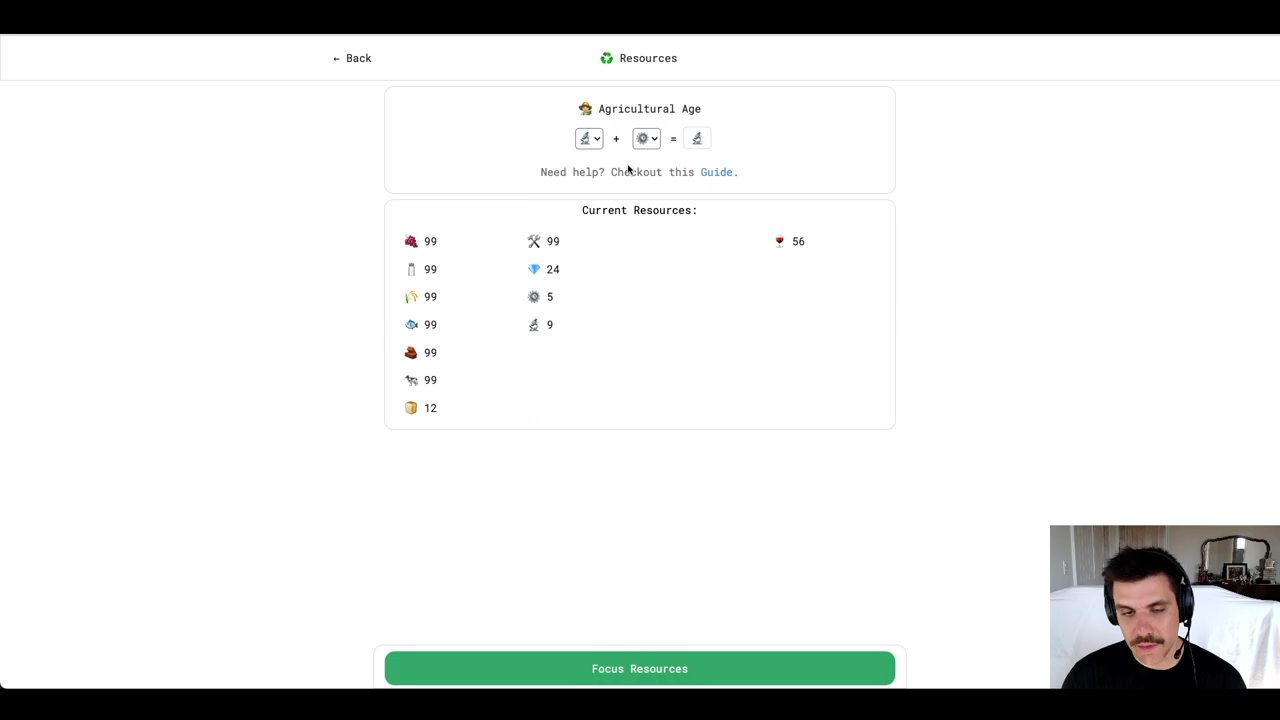 ← Back
♻️ Resources
Agricultural Age
+ =
Need help? Checkout this Guide.
Current Resources:
99 99 56
99 24
99 5
99 9
99
99
12
Focus Resources